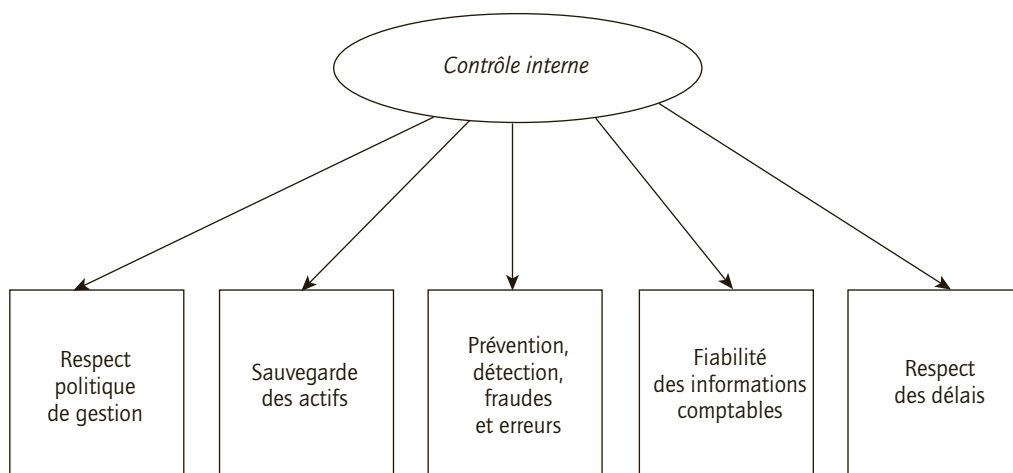 Contrôle interne
Respect
politique
de gestion
Sauvegarde
des actifs
Prévention,
détection,
fraudes
et erreurs
Fiabilité
des informations
comptables
Respect
des délais